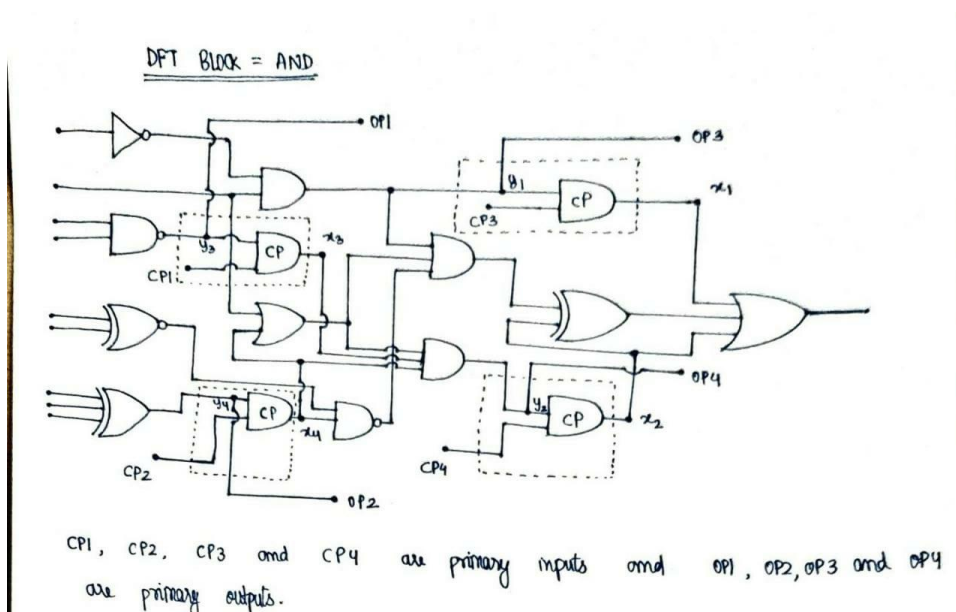 DFT BLOCK = AND
OP1
OP3
y1
x1
CP
CP3
y3
x3
CP
CP1
OP4
y4
CP
x4
y2
CP
x2
CP2
CP4
OP2
CP1, CP2, CP3 and CP4 are primary inputs and OP1, OP2, OP3 and OP4
are primary outputs.